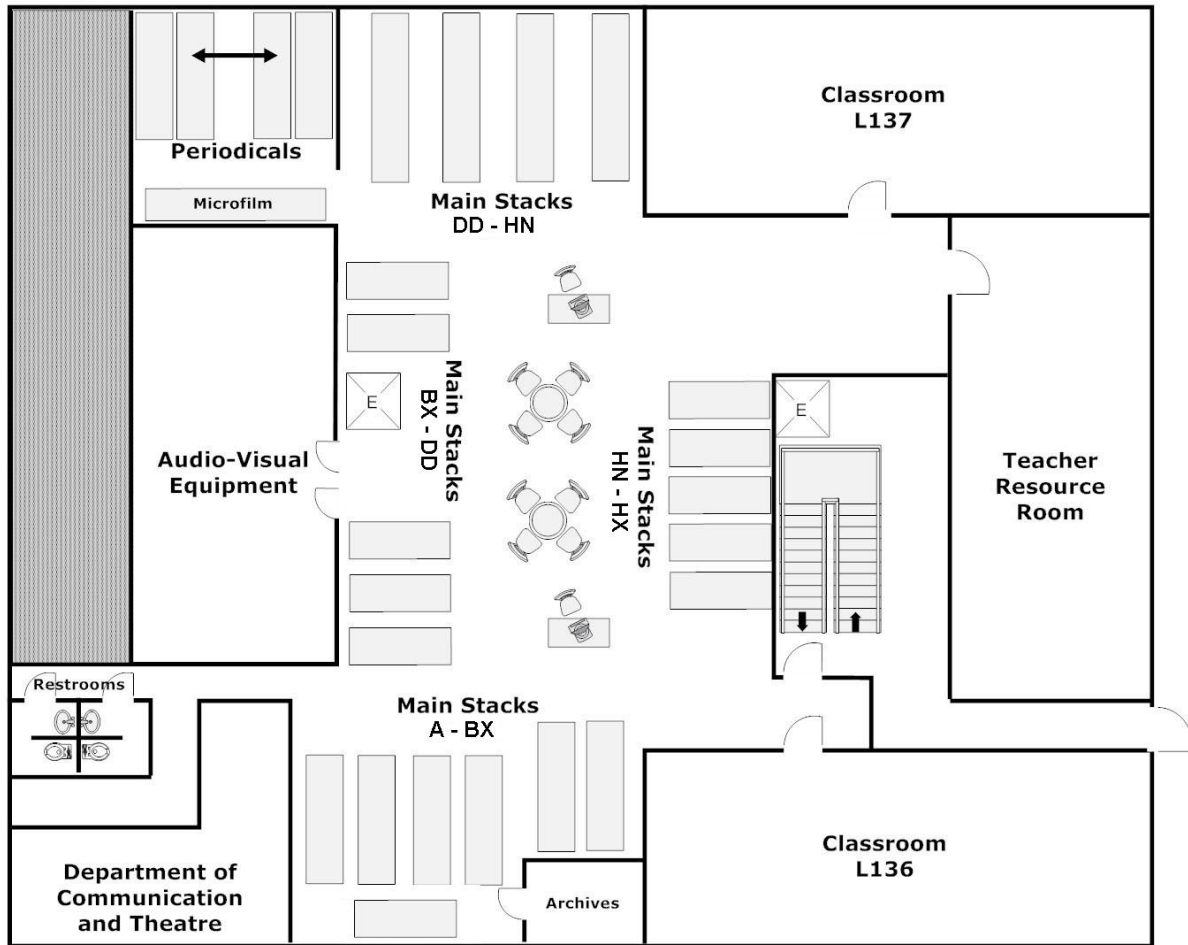 Periodicals
Microfilm
Main Stacks
DD - HN
Classroom
L137
Main Stacks
BX - DD
E
Audio-Visual
Equipment
Main Stacks
HN - HX
E
Teacher
Resource
Room
Restrooms
Main Stacks
A - BX
Department of
Communication
and Theatre
Archives
Classroom
L136